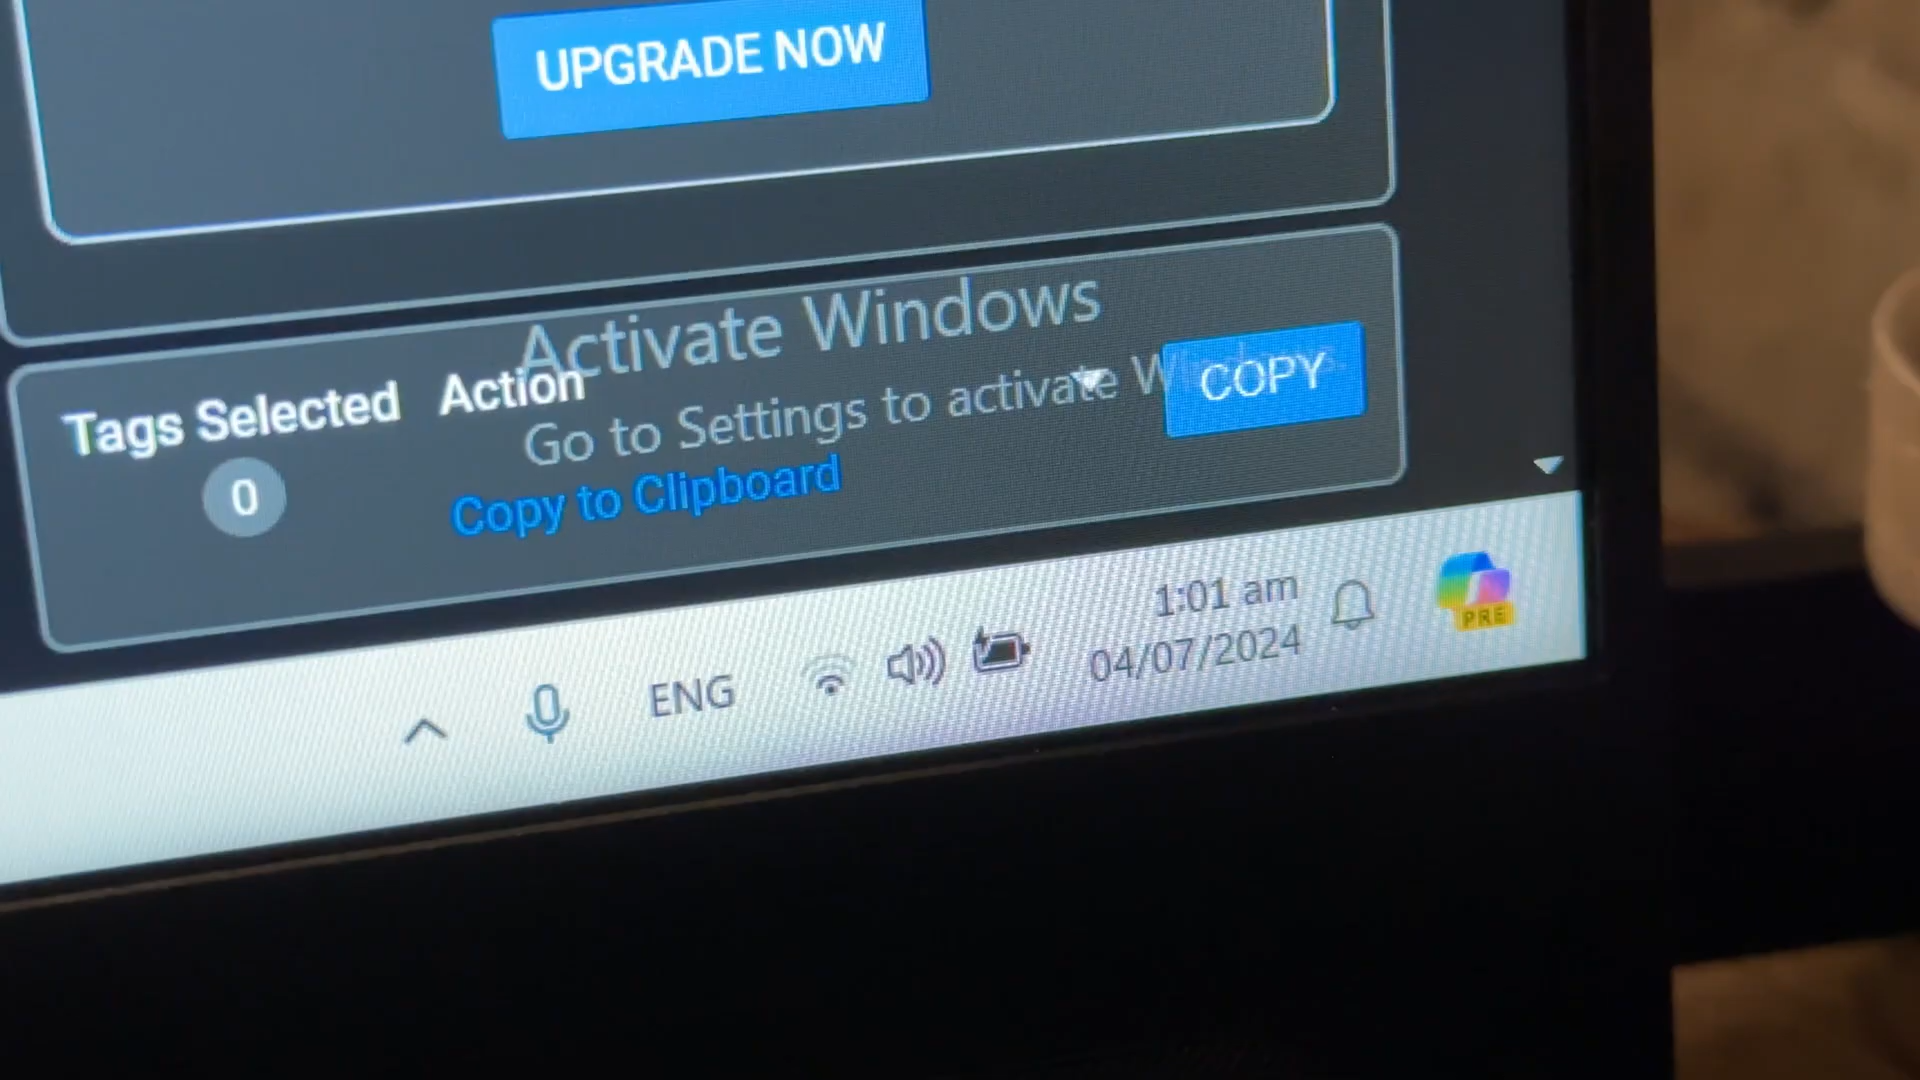 UPGRADE NOW
Activate Windows
Go to Settings to activate Windows.
Tags Selected
Action
COPY
0
Copy to Clipboard
ENG
1:01 am
04/07/2024
PRE